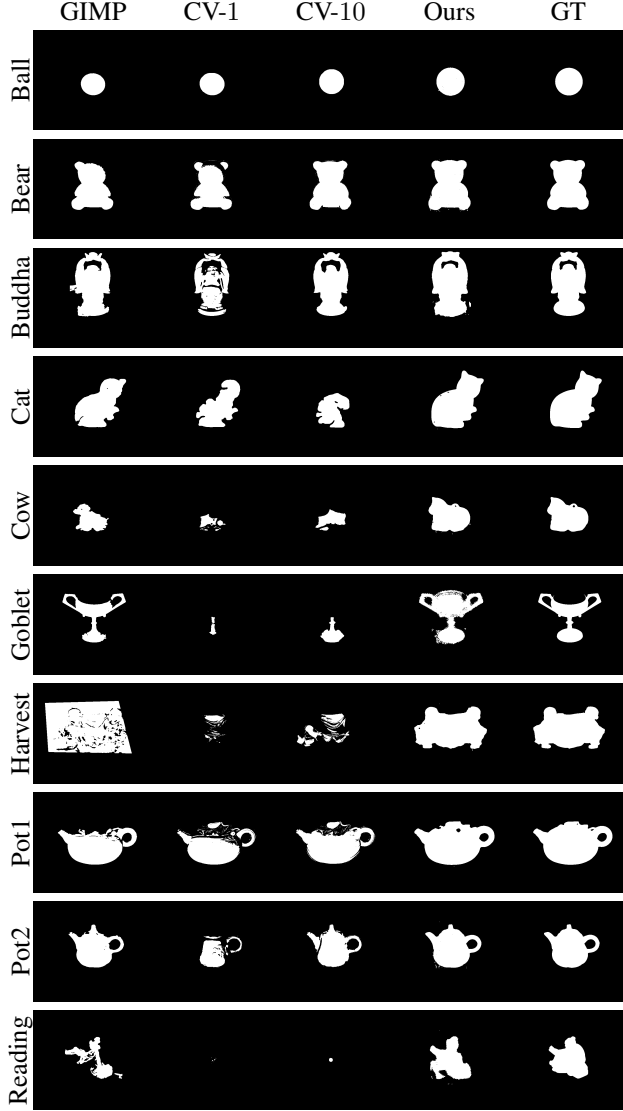 GIMP CV-1 CV-10 Ours GT
Ball
Bear
Buddha
Cat
Cow
Goblet
Harvest
Pot1
Pot2
Reading